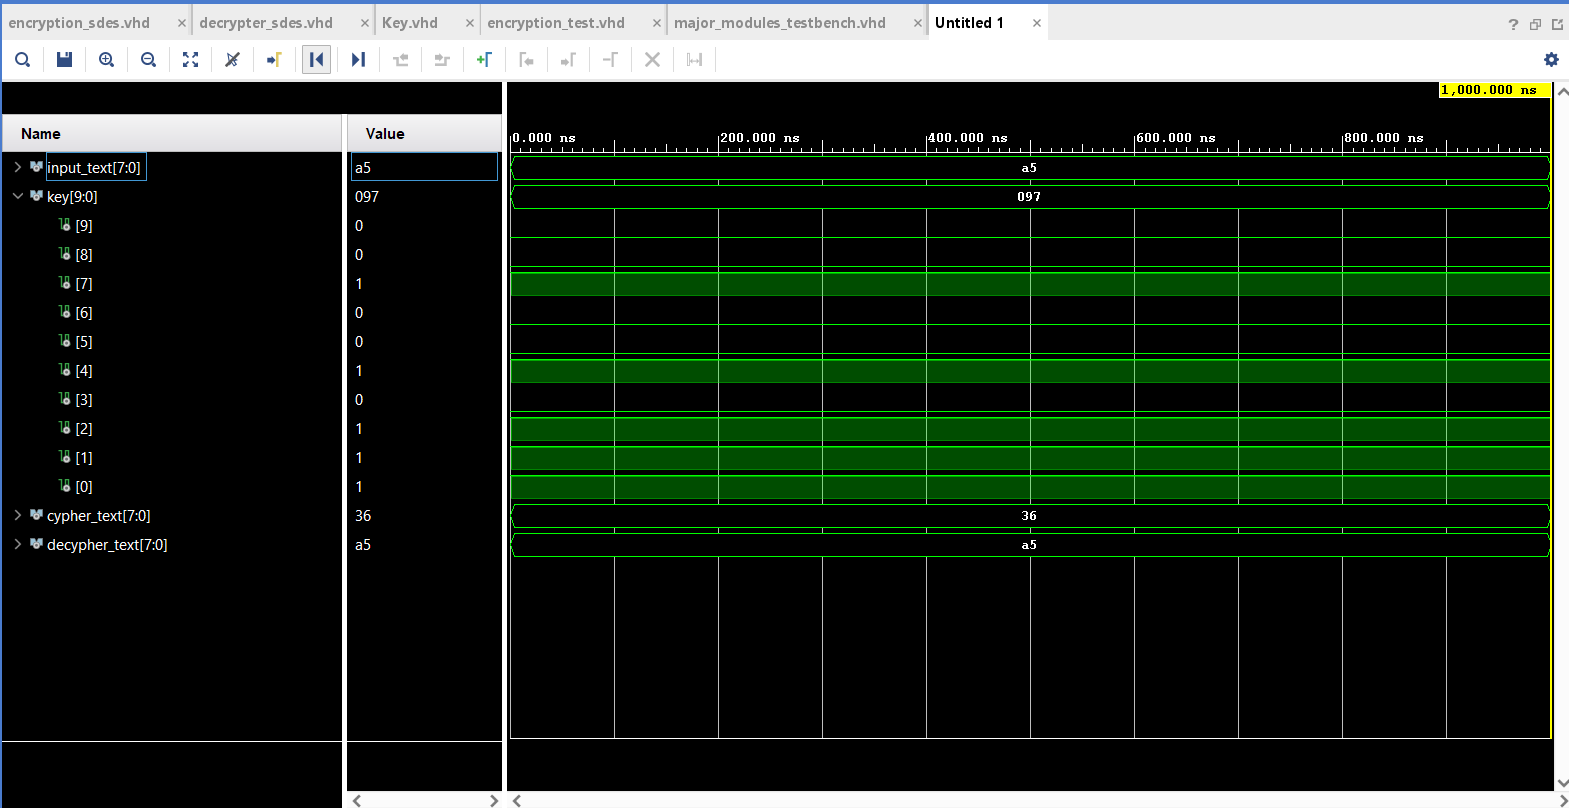 encryption_sdes.vhd × decrypter_sdes.vhd × Key.vhd × encryption_test.vhd × major_modules_testbench.vhd × Untitled 1 × ?
1,000.000 ns
Name Value 0.000 ns 200.000 ns 400.000 ns 600.000 ns 800.000 ns
input_text[7:0] a5 a5
key[9:0] 097 097
[9] 0
[8] 0
[7] 1
[6] 0
[5] 0
[4] 1
[3] 0
[2] 1
[1] 1
[0] 1
cypher_text[7:0] 36 36
decypher_text[7:0] a5 a5